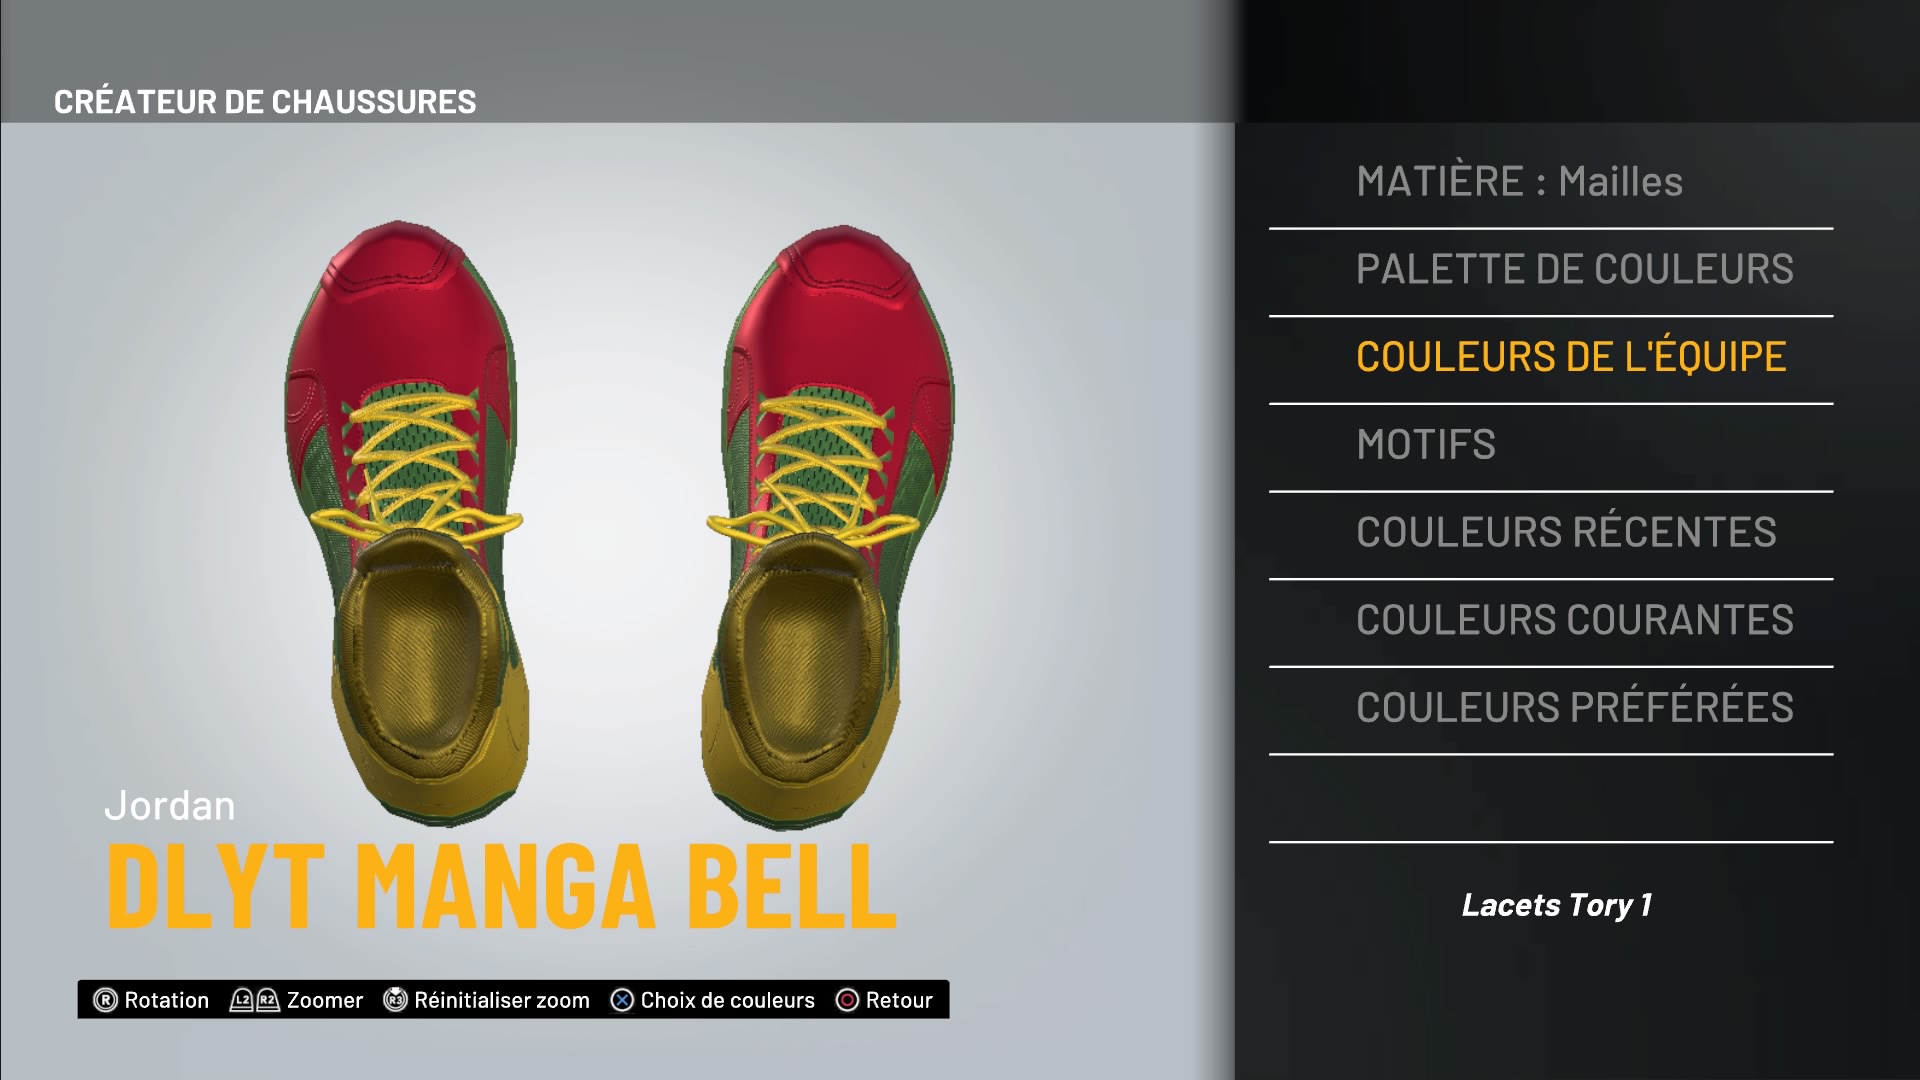 CRÉATEUR DE CHAUSSURES
MATIÈRE : Mailles
PALETTE DE COULEURS
COULEURS DE L'ÉQUIPE
MOTIFS
COULEURS RÉCENTES
COULEURS COURANTES
COULEURS PRÉFÉRÉES
Lacets Tory 1
Jordan
DLYT MANGA BELL
R Rotation L2 R2 Zoomer R3 Réinitialiser zoom Choix de couleurs Retour